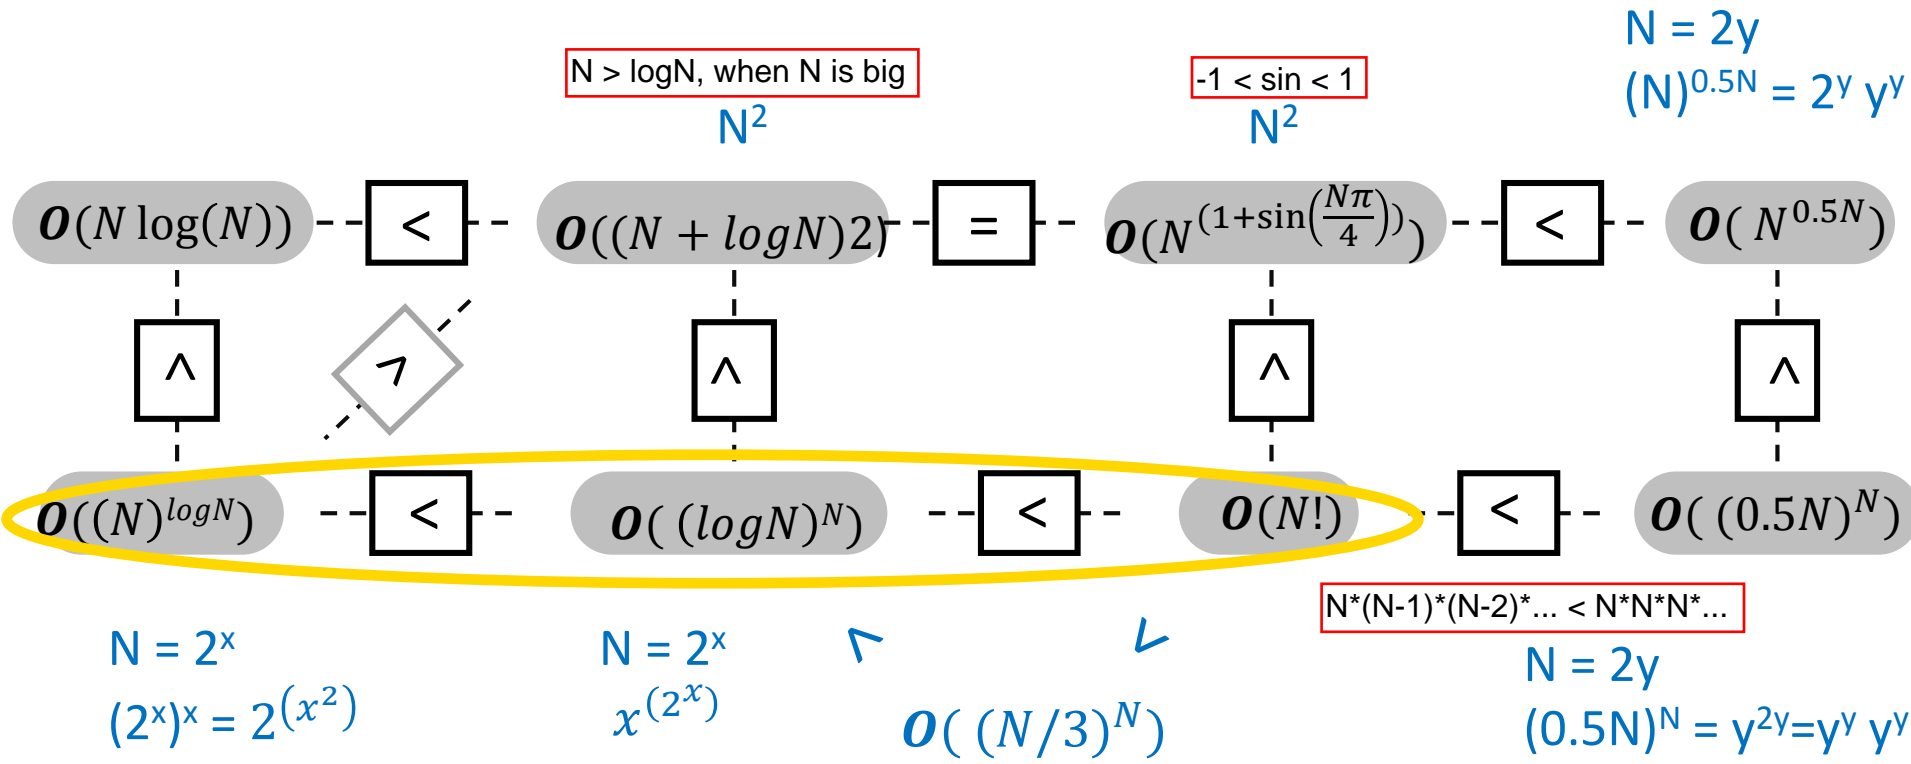 N = 2y
N > logN, when N is big
-1 < sin < 1
(N)^{0.5N} = 2^y y^y
N^2
N^2
O(N log(N)) < O((N + logN)2) = O(N^{(1+sin(\frac{Nπ}{4}))}) < O( N^{0.5N})
^ > ^ ^ ^
O((N)^{logN}) < O( (logN)^N) < O(N!) < O( (0.5N)^N)
N*(N-1)*(N-2)*... < N*N*N*...
N = 2^x
N = 2^x
< <
N = 2y
(2^x)^x = 2^{(x^2)}
x^{(2^x)}
O( (N/3)^N)
(0.5N)^N = y^{2y}=y^y y^y